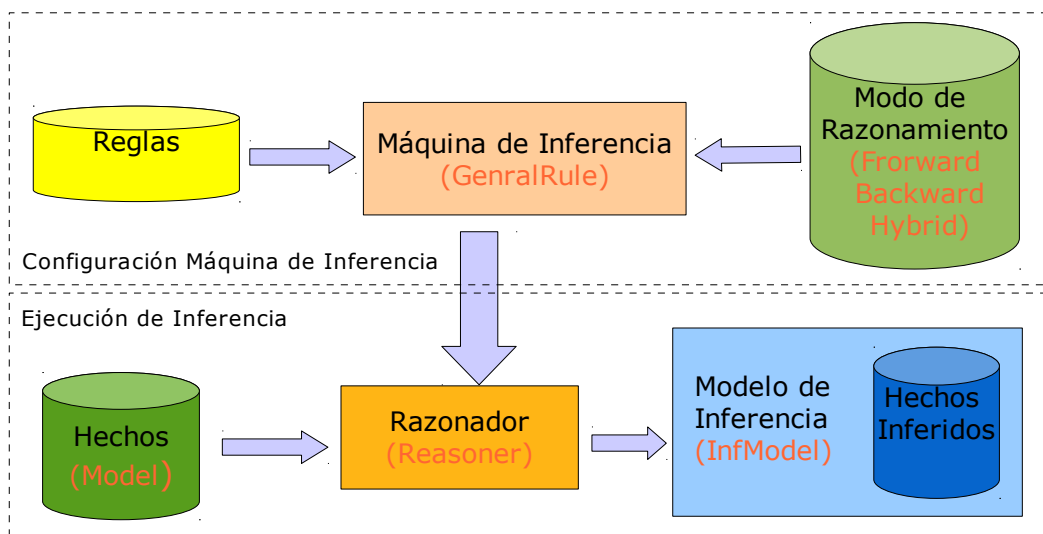 Reglas
Máquina de Inferencia
(GenralRule)
Modo de
Razonamiento
(Frorward
Backward
Hybrid)
Configuración Máquina de Inferencia
Ejecución de Inferencia
Hechos
(Model)
Razonador
(Reasoner)
Modelo de
Inferencia
(InfModel)
Hechos
Inferidos